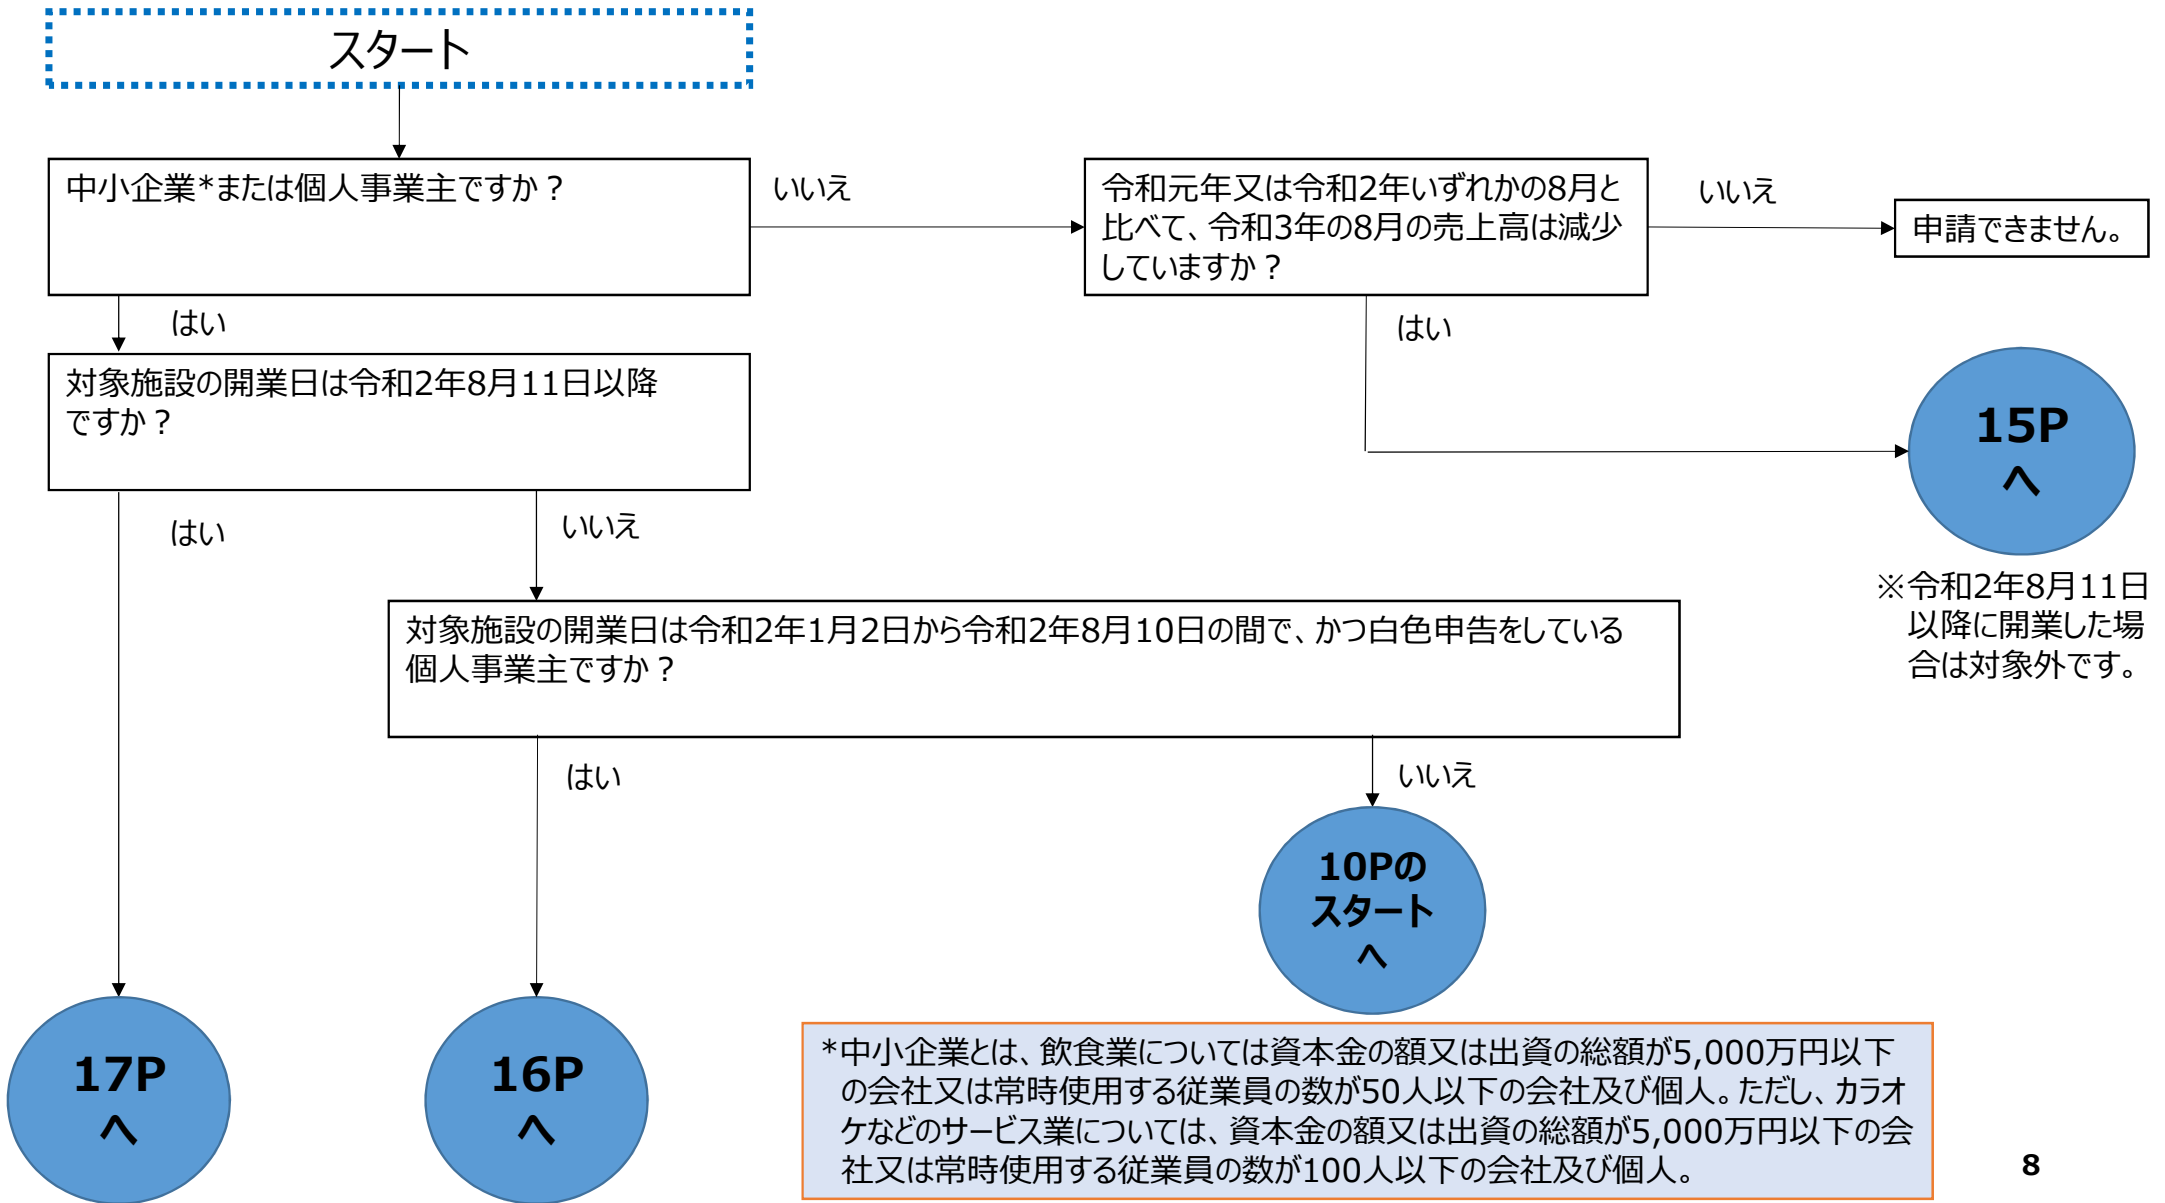 スタート
中小企業*または個人事業主ですか？
いいえ
令和元年又は令和2年いずれかの8月と
比べて、令和3年の8月の売上高は減少
していますか？
いいえ
申請できません。
はい
はい
対象施設の開業日は令和2年8月11日以降
ですか？
15P
へ
※令和2年8月11日
以降に開業した場
合は対象外です。
はい
いいえ
対象施設の開業日は令和2年1月2日から令和2年8月10日の間で、かつ白色申告をしている
個人事業主ですか？
はい
いいえ
10Pの
スタート
へ
17P
へ
16P
へ
*中小企業とは、飲食業については資本金の額又は出資の総額が5,000万円以下
の会社又は常時使用する従業員の数が50人以下の会社及び個人。ただし、カラオ
ケなどのサービス業については、資本金の額又は出資の総額が5,000万円以下の会
社又は常時使用する従業員の数が100人以下の会社及び個人。
8